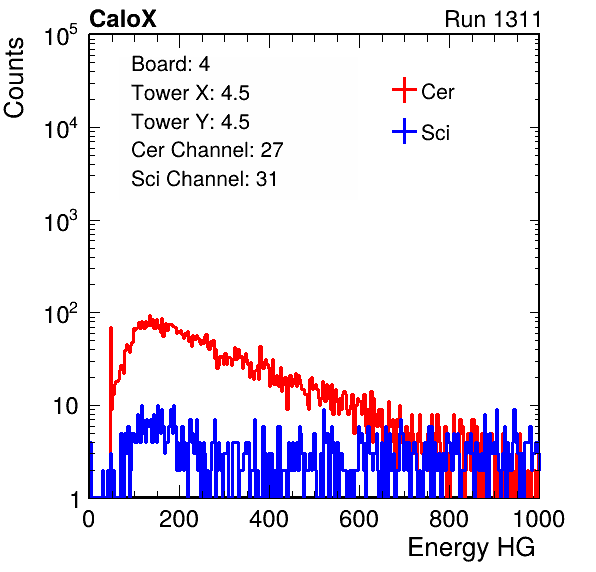 CaloX Run 1311
Counts
10^5
10^4
10^3
10^2
10
1
Board: 4
Tower X: 4.5
Tower Y: 4.5
Cer Channel: 27
Sci Channel: 31
Cer
Sci
0 200 400 600 800 1000
Energy HG